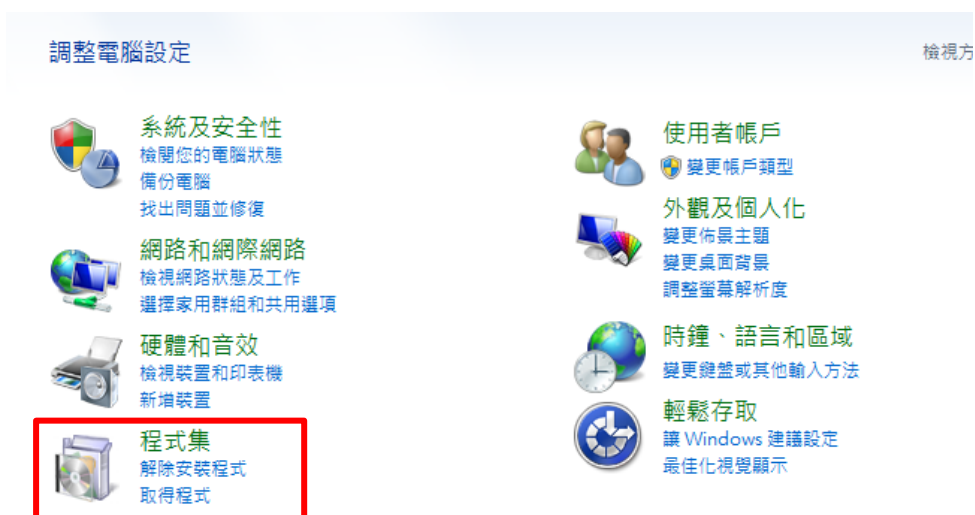 調整電腦設定
檢視方
系統及安全性
檢閱您的電腦狀態
備份電腦
找出問題並修復
網路和網際網路
檢視網路狀態及工作
選擇家用群組和共用選項
硬體和音效
檢視裝置和印表機
新增裝置
程式集
解除安裝程式
取得程式
使用者帳戶
變更帳戶類型
外觀及個人化
變更佈景主題
變更桌面背景
調整螢幕解析度
時鐘、語言和區域
變更鍵盤或其他輸入方法
輕鬆存取
讓 Windows 建議設定
最佳化視覺顯示